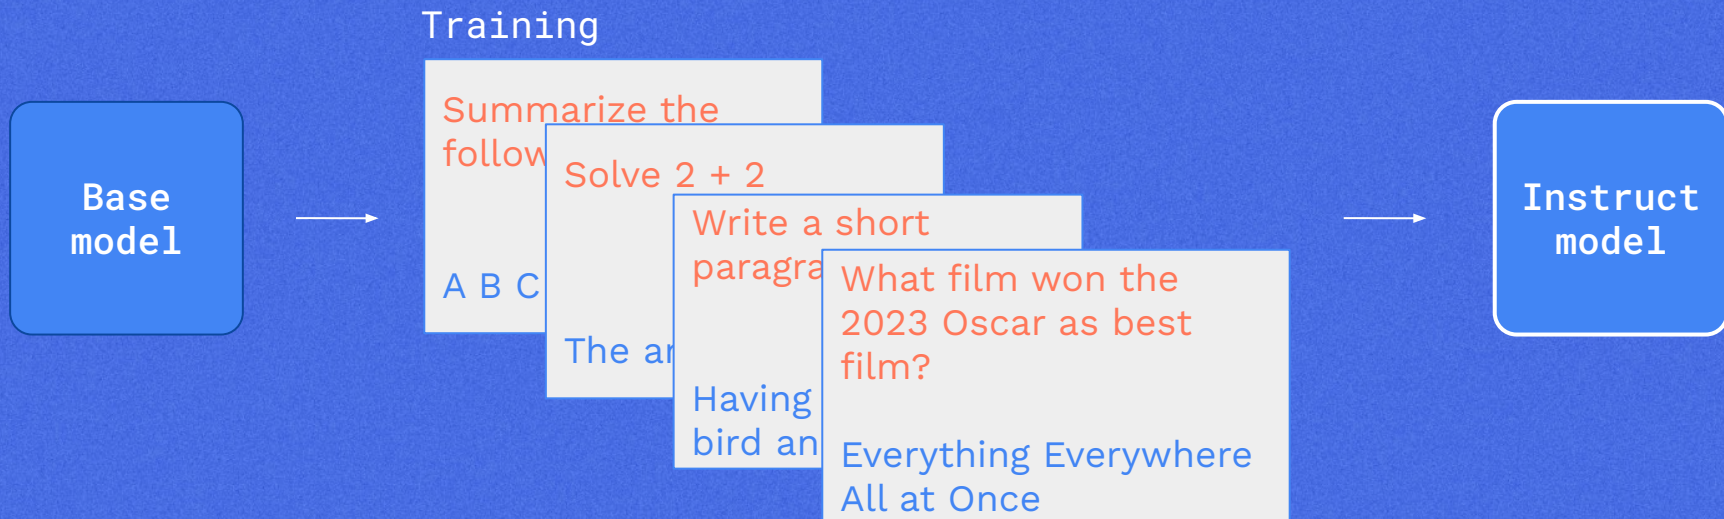 Training
Base
model
Summarize the
follow
A B C
Solve 2 + 2
The ar
Write a short
paragra
Having
bird an
What film won the
2023 Oscar as best
film?
Everything Everywhere
All at Once
Instruct
model